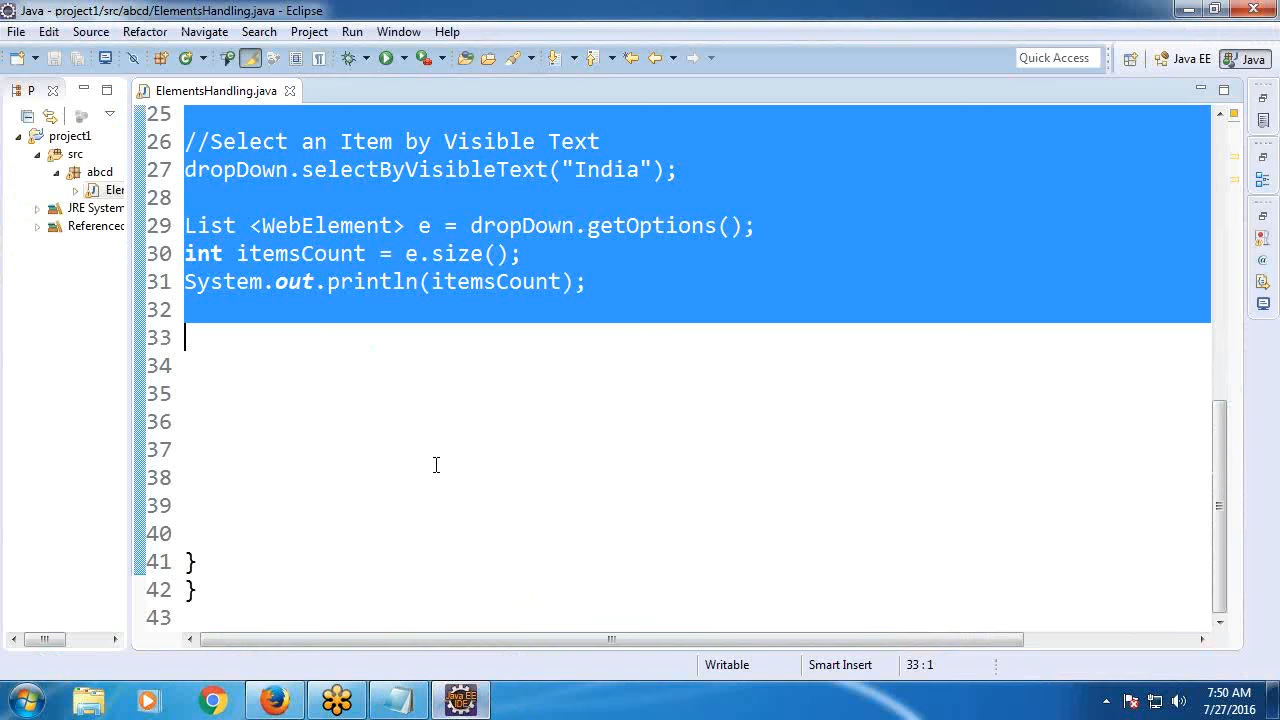 Java - project1/src/abcd/ElementsHandling.java - Eclipse
File Edit Source Refactor Navigate Search Project Run Window Help
Quick Access Java EE Java
P ElementsHandling.java
project1
src
abcd
Eler
JRE System
Referenced
25
26 //Select an Item by Visible Text
27 dropDown.selectByVisibleText("India");
28
29 List <WebElement> e = dropDown.getOptions();
30 int itemsCount = e.size();
31 System.out.println(itemsCount);
32
33
34
35
36
37
38
39
40
41 }
42 }
43
Writable Smart Insert 33 : 1
Java EE IDE
7:50 AM
7/27/2016